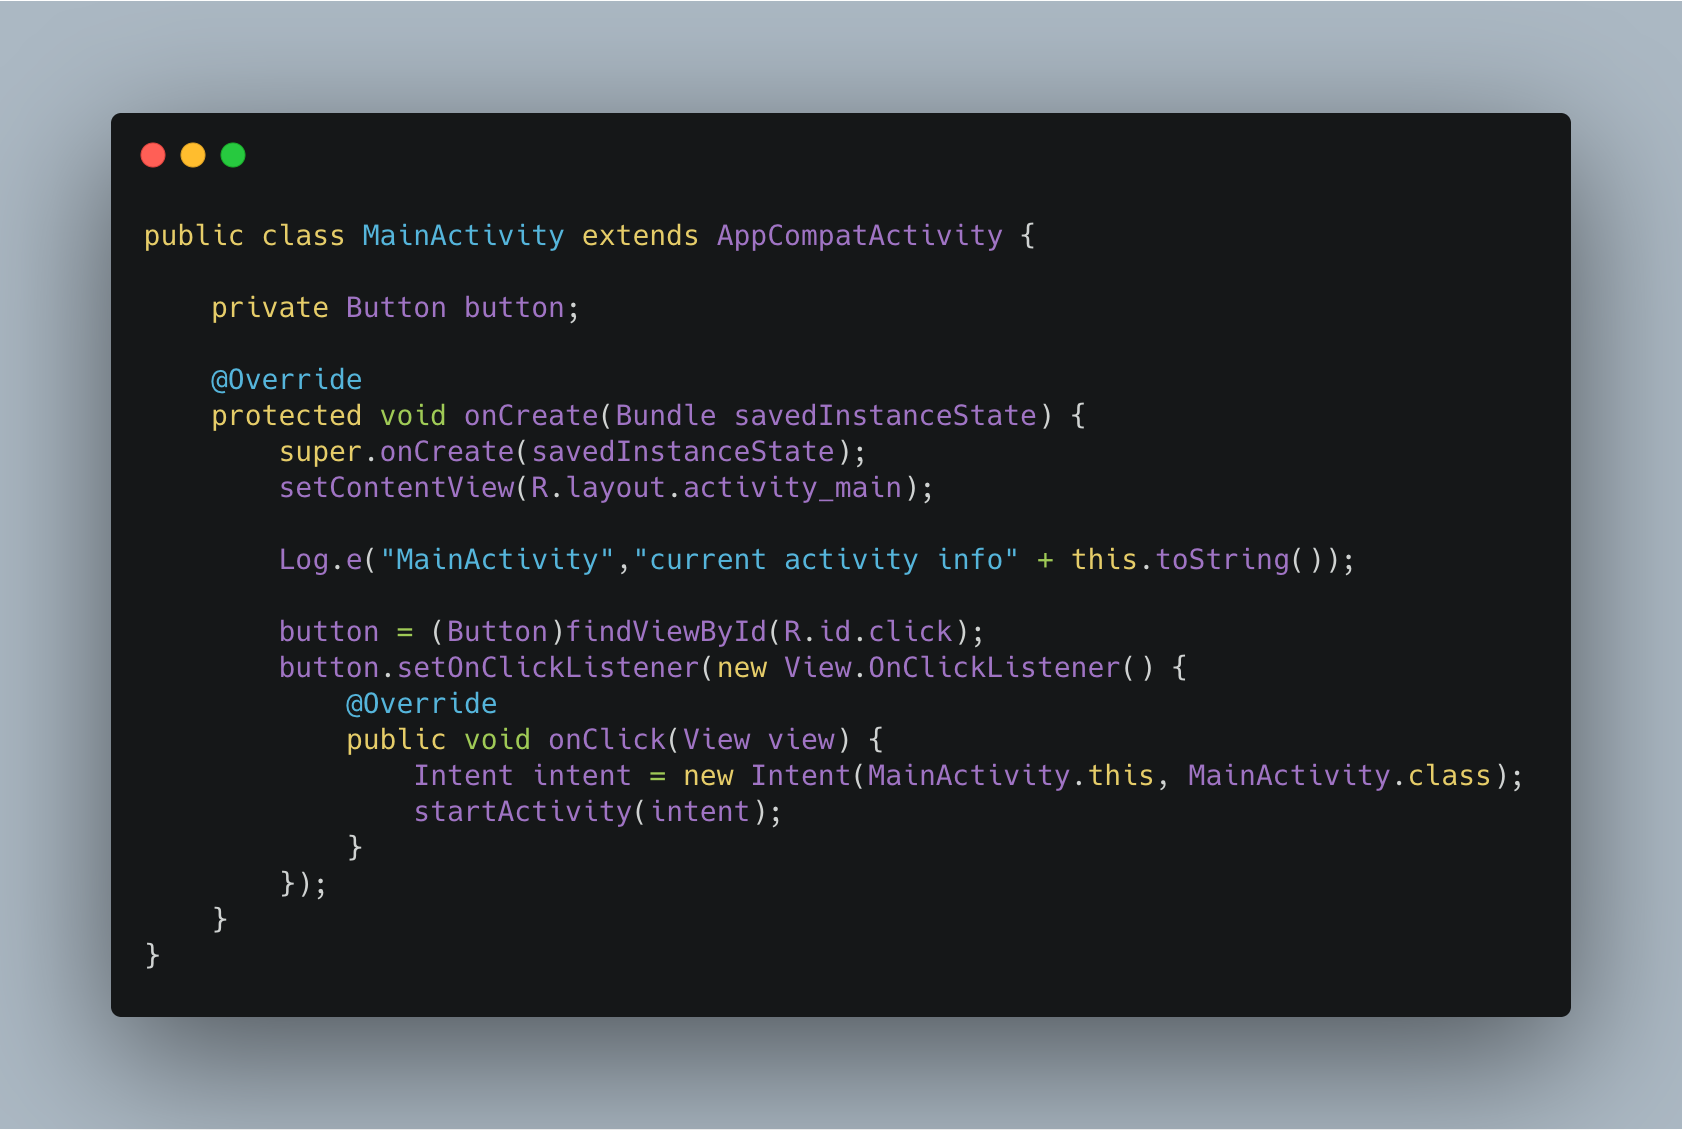 public class MainActivity extends AppCompatActivity {
    private Button button;
    @Override
    protected void onCreate(Bundle savedInstanceState) {
        super.onCreate(savedInstanceState);
        setContentView(R.layout.activity_main);
        Log.e("MainActivity","current activity info" + this.toString());
        button = (Button)findViewById(R.id.click);
        button.setOnClickListener(new View.OnClickListener() {
            @Override
            public void onClick(View view) {
                Intent intent = new Intent(MainActivity.this, MainActivity.class);
                startActivity(intent);
            }
        });
    }
}